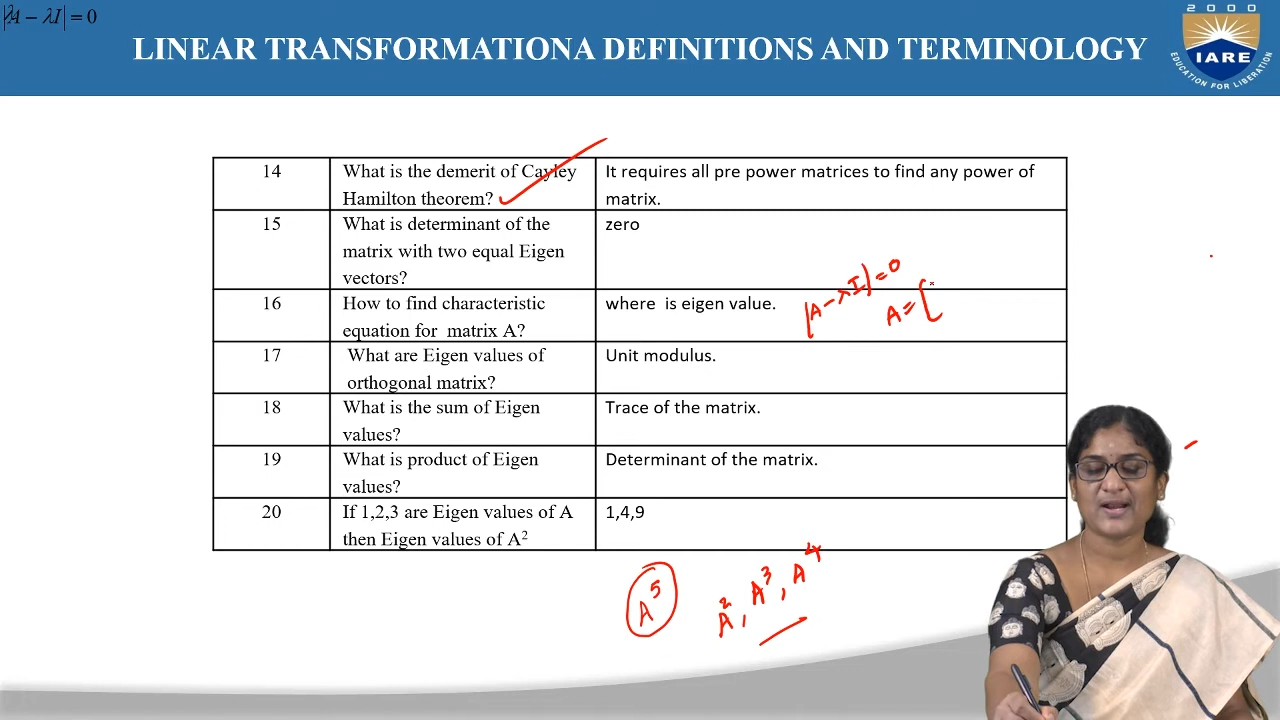 |A − λI| = 0
2 0 0 0
IARE
EDUCATION FOR LIBERATION
LINEAR TRANSFORMATIONA DEFINITIONS AND TERMINOLOGY
14
What is the demerit of Cayley
Hamilton theorem?
It requires all pre power matrices to find any power of
matrix.
15
What is determinant of the
matrix with two equal Eigen
vectors?
zero
16
How to find characteristic
equation for matrix A?
where is eigen value.
|A − λI| = 0
A = [
17
What are Eigen values of
orthogonal matrix?
Unit modulus.
18
What is the sum of Eigen
values?
Trace of the matrix.
19
What is product of Eigen
values?
Determinant of the matrix.
20
If 1,2,3 are Eigen values of A
then Eigen values of A²
1,4,9
A⁵
A², A³, A⁴